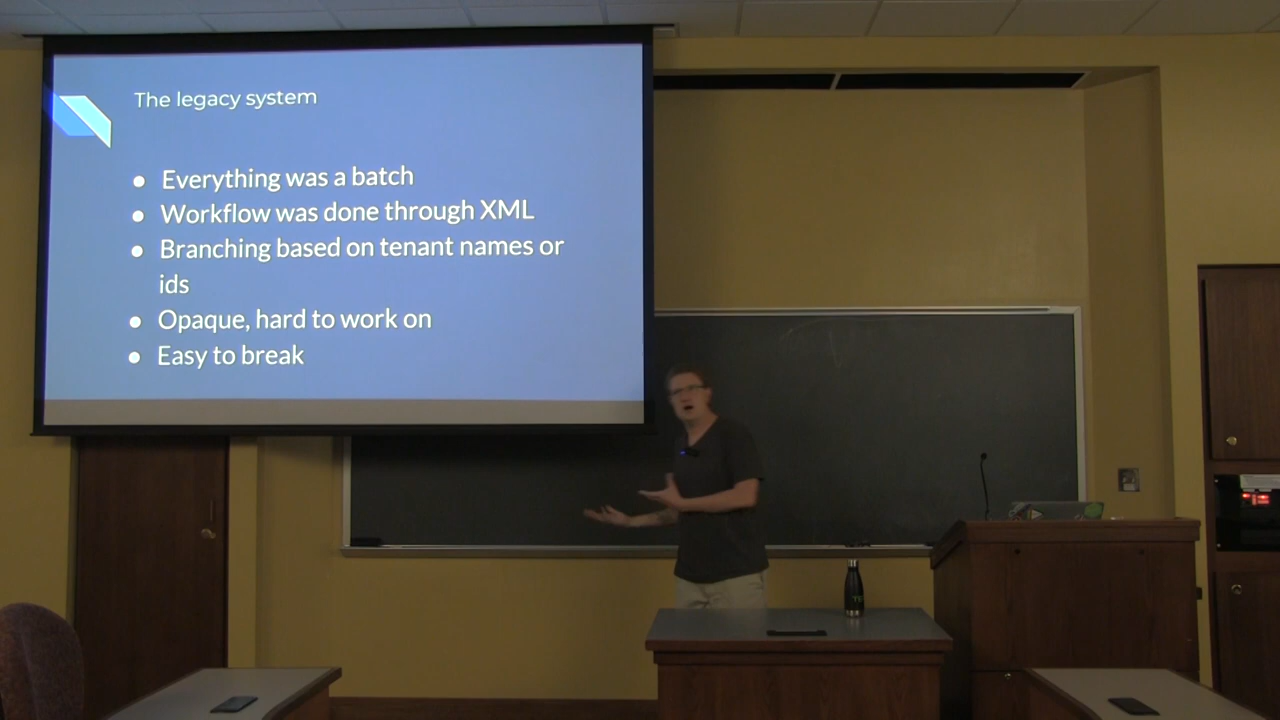 The legacy system
● Everything was a batch
● Workflow was done through XML
● Branching based on tenant names or
ids
● Opaque, hard to work on
● Easy to break